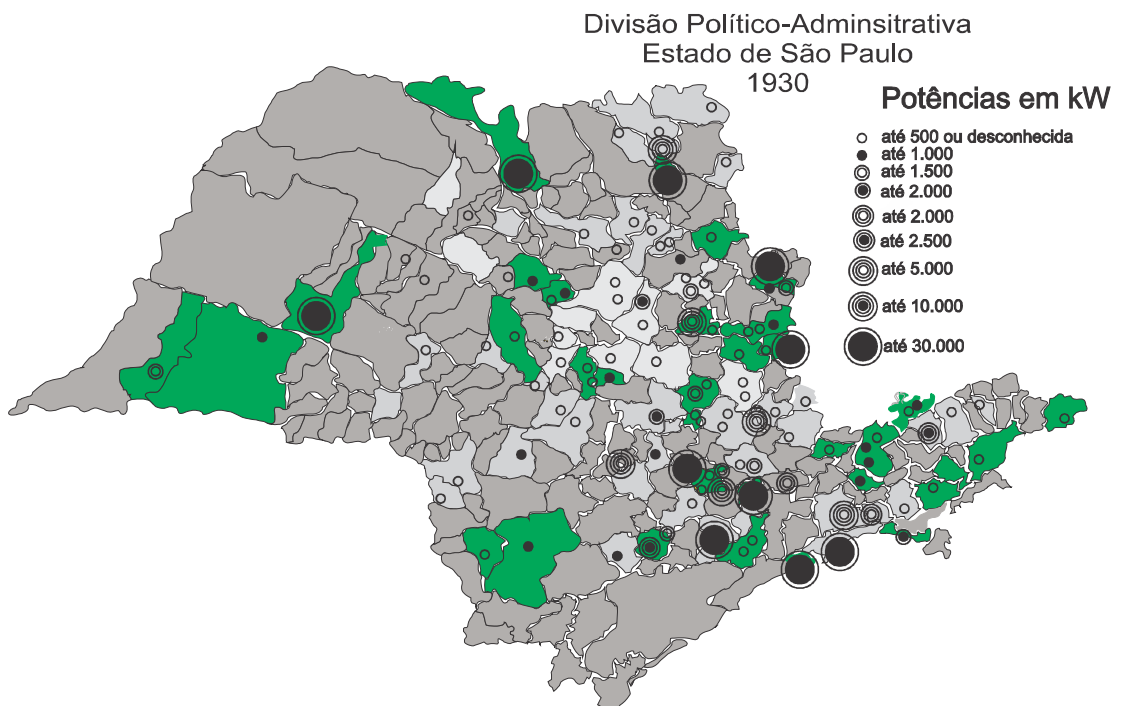 Divisão Político-Adminsitrativa
Estado de São Paulo
1930
Potências em kW
até 500 ou desconhecida
até 1.000
até 1.500
até 2.000
até 2.000
até 2.500
até 5.000
até 10.000
até 30.000